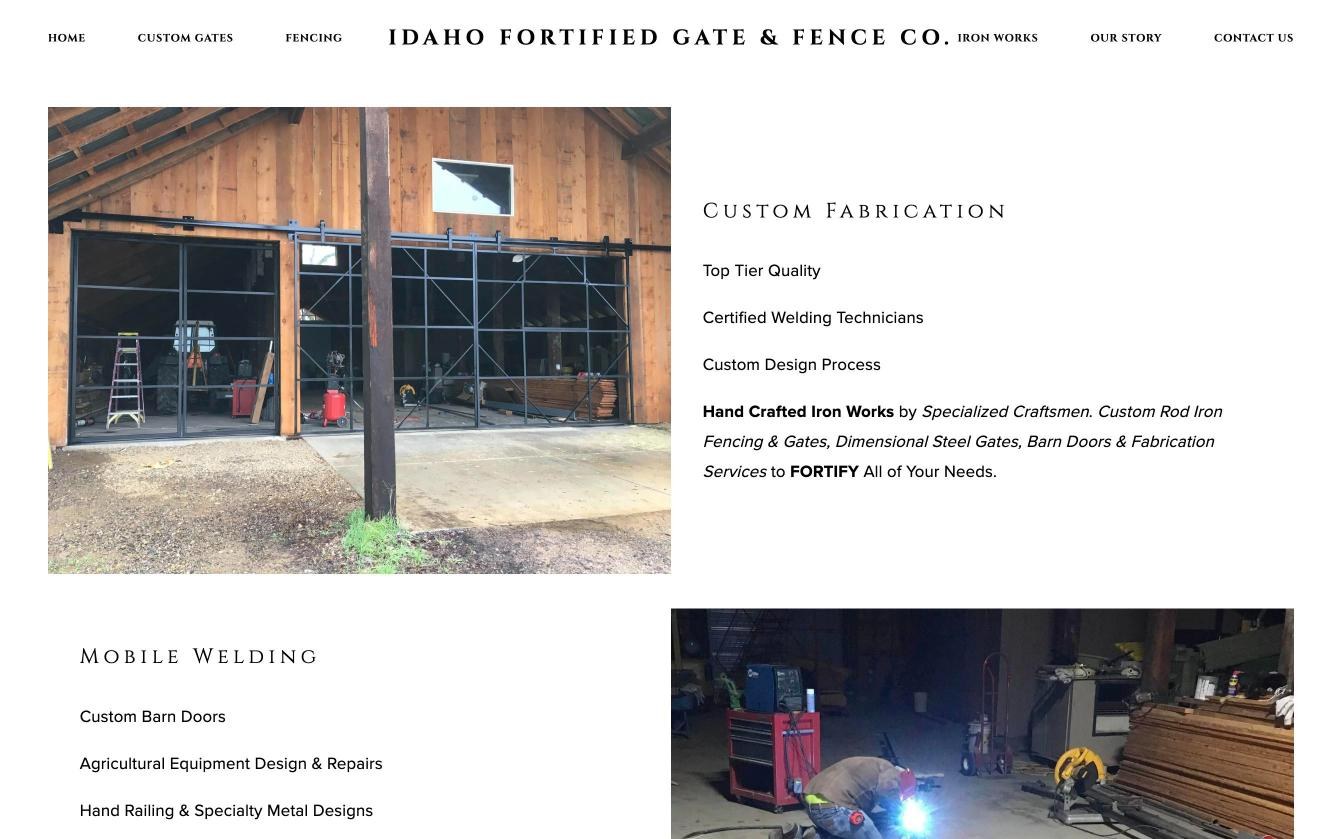 HOME
CUSTOM GATES
FENCING
IDAHO FORTIFIED GATE & FENCE CO.
IRON WORKS
OUR STORY
CONTACT US
Custom Fabrication
Top Tier Quality
Certified Welding Technicians
Custom Design Process
Hand Crafted Iron Works by Specialized Craftsmen. Custom Rod Iron
Fencing & Gates, Dimensional Steel Gates, Barn Doors & Fabrication
Services to FORTIFY All of Your Needs.
Mobile Welding
Custom Barn Doors
Agricultural Equipment Design & Repairs
Hand Railing & Specialty Metal Designs